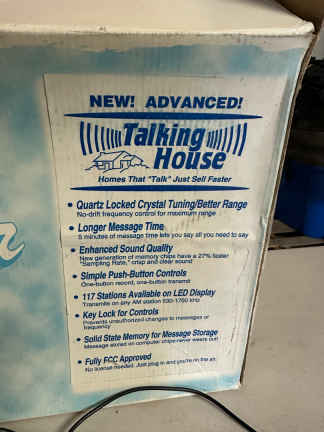 NEW! ADVANCED!
Talking
House
Homes That "Talk" Just Sell Faster
• Quartz Locked Crystal Tuning/Better Range
No-drift frequency control for maximum range
• Longer Message Time
5 minutes of message time lets you say all you need to say
• Enhanced Sound Quality
New generation of memory chips have a 27% faster
"Sampling Rate," crisp and clear sound
• Simple Push-Button Controls
One-button record, one-button transmit
• 117 Stations Available on LED Display
Transmits on any AM station 530-1700 khz
• Key Lock for Controls
Prevents unauthorized changes to messages or
frequency
• Solid State Memory for Message Storage
Message stored on computer chips-never wears out!
• Fully FCC Approved
No license needed. Just plug in and you're on the air.